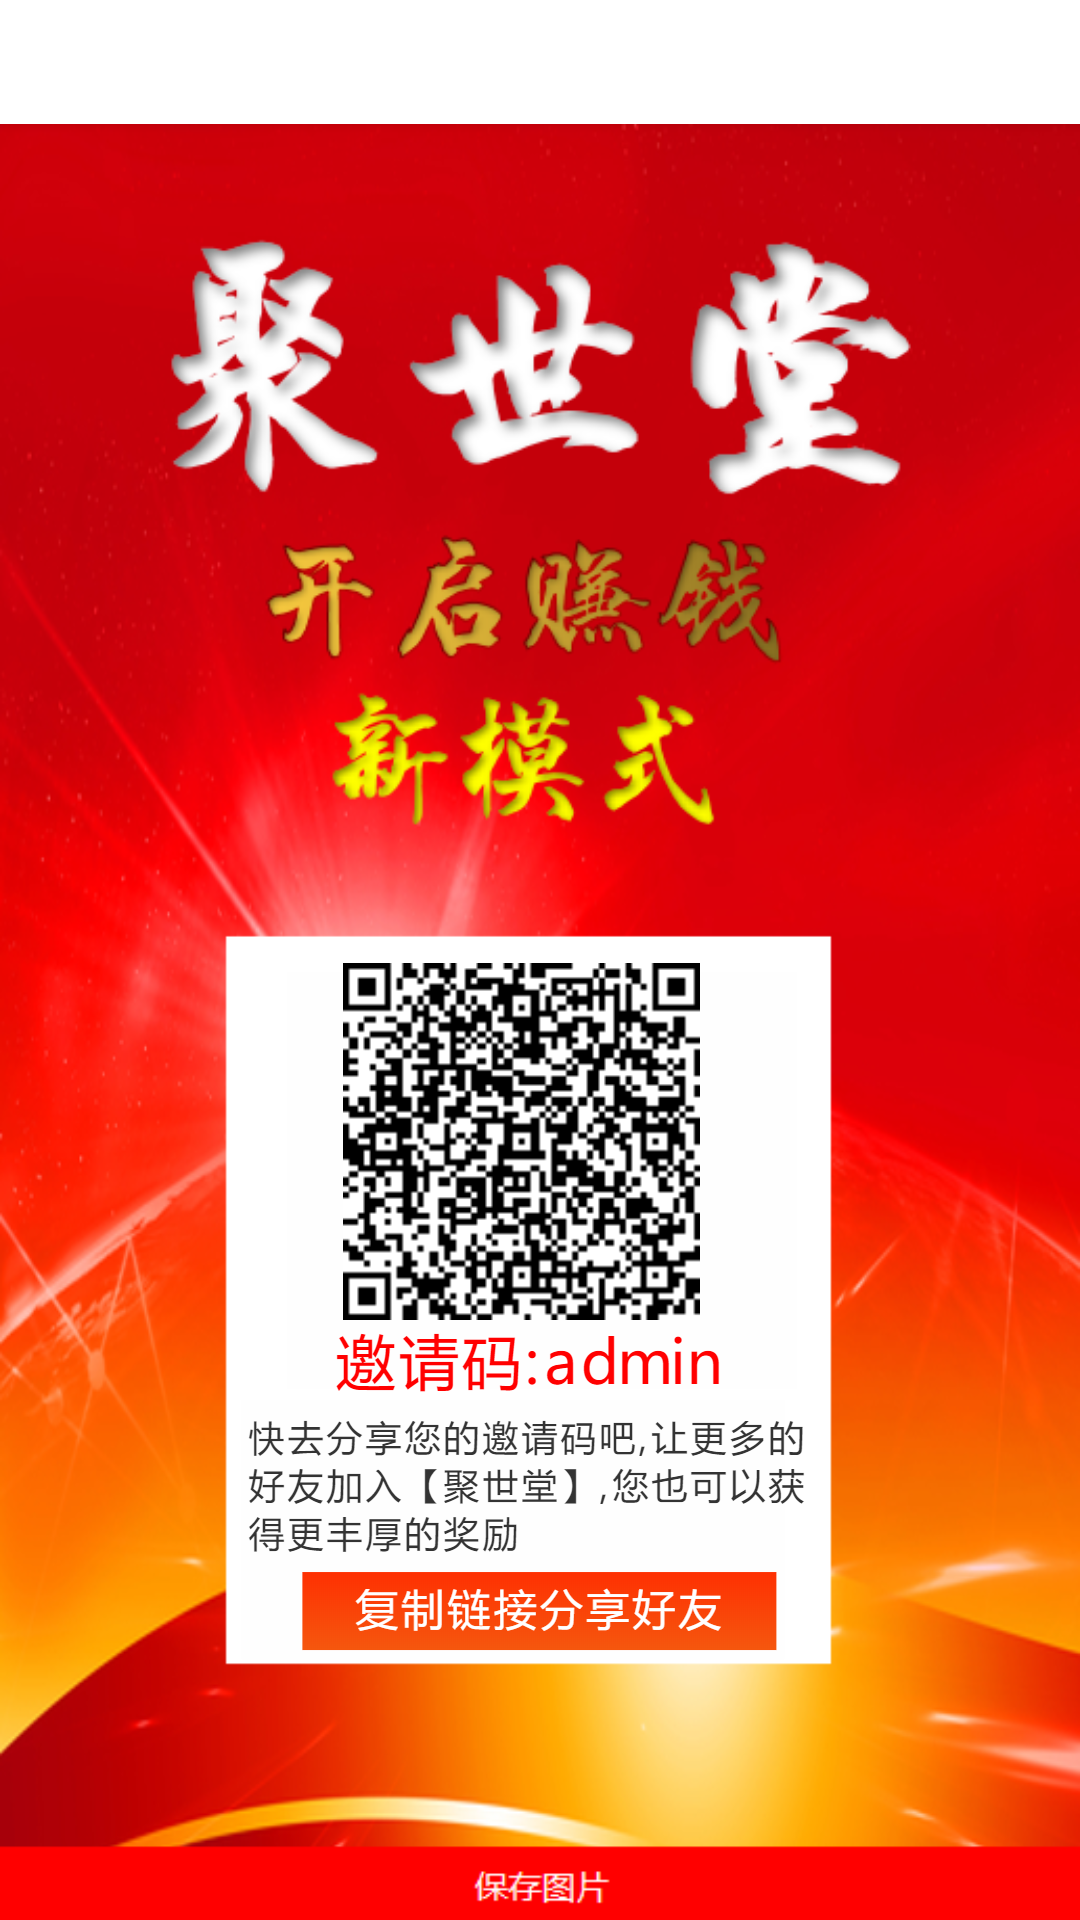 聚世堂
开启赚钱
新模式
邀请码:admin
快去分享您的邀请码吧,让更多的
好友加入【聚世堂】,您也可以获
得更丰厚的奖励
复制链接分享好友
保存图片